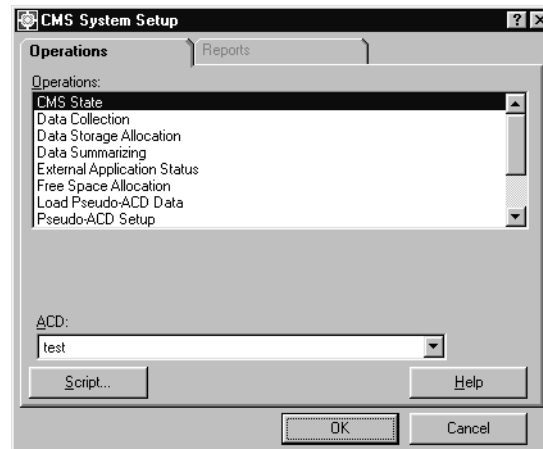 CMS System Setup
Operations
Reports
Operations:
CMS State
Data Collection
Data Storage Allocation
Data Summarizing
External Application Status
Free Space Allocation
Load Pseudo-ACD Data
Pseudo-ACD Setup
ACD:
test
Script...
Help
OK
Cancel